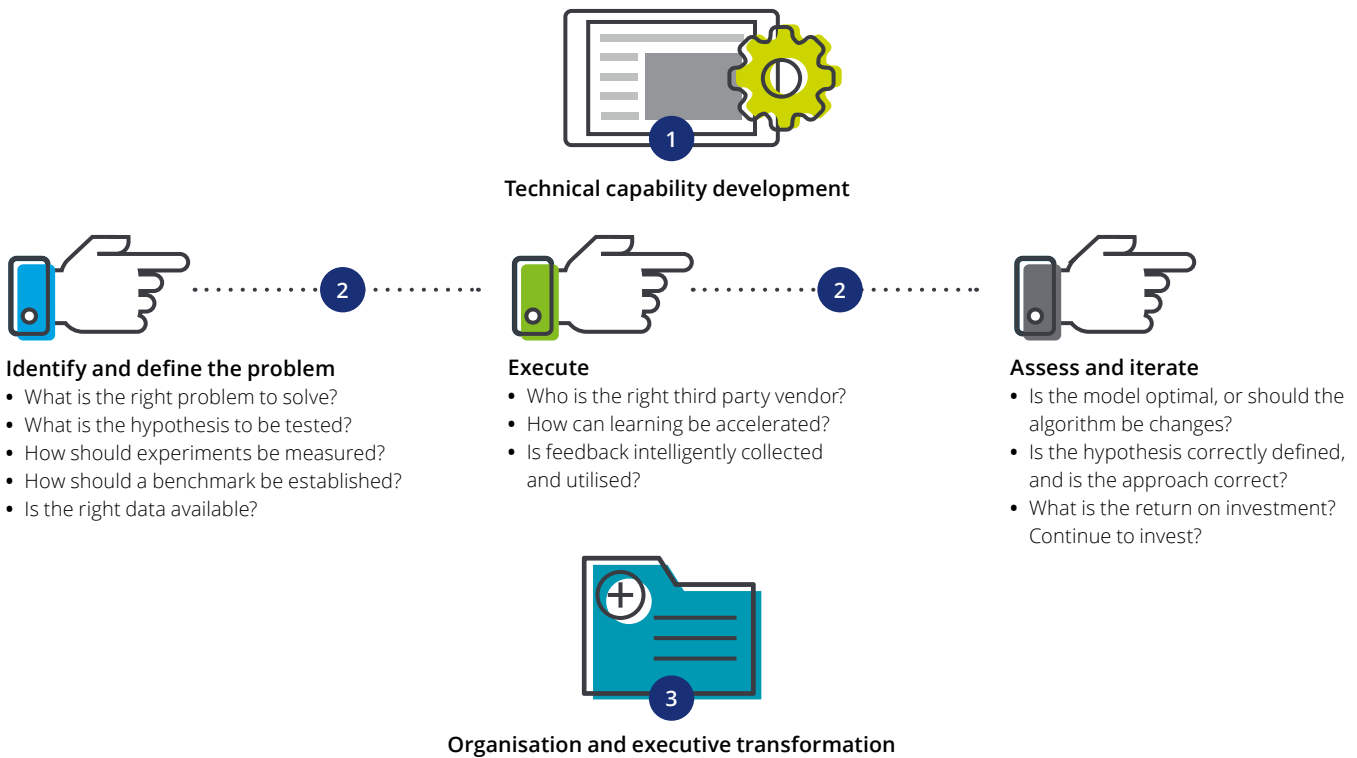 1
Technical capability development
2
2
Identify and define the problem
• What is the right problem to solve?
• What is the hypothesis to be tested?
• How should experiments be measured?
• How should a benchmark be established?
• Is the right data available?
Execute
• Who is the right third party vendor?
• How can learning be accelerated?
• Is feedback intelligently collected
and utilised?
Assess and iterate
• Is the model optimal, or should the
algorithm be changes?
• Is the hypothesis correctly defined,
and is the approach correct?
• What is the return on investment?
Continue to invest?
3
Organisation and executive transformation